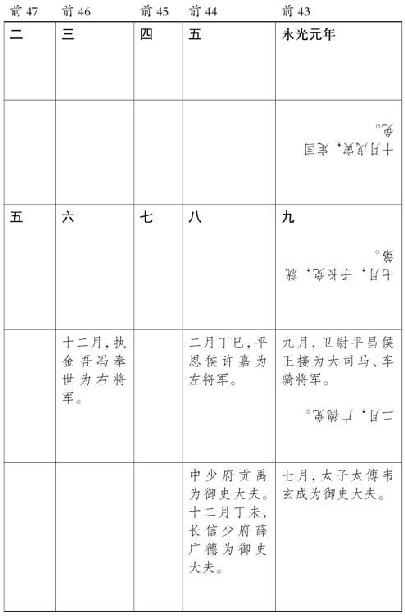 前 47 前 46 前 45 前 44 前 43
二 三 四 五 永光元年
十月戊寅，定国
免。
五 六 七 八 九
七月，子长免，就
第。
十二月，执
金吾冯奉
世为右将
军。
二月丁巳，平
恩侯许嘉为
左将军。
九月，卫尉平昌侯
王接为大司马、车
骑将军。
二月，广德免。
中少府贡禹
为御史大夫。
十二月丁未，
长信少府薛
广德为御史
大夫。
七月，太子太傅韦
玄成为御史大夫。